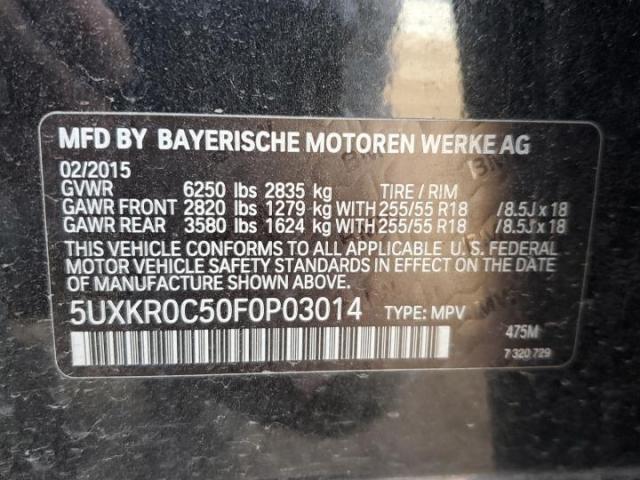 MFD BY BAYERISCHE MOTOREN WERKE AG
02/2015
GVWR 6250 lbs 2835 kg TIRE / RIM
GAWR FRONT 2820 lbs 1279 kg WITH 255/55 R18 /8.5J x 18
GAWR REAR 3580 lbs 1624 kg WITH 255/55 R18 /8.5J x 18
THIS VEHICLE CONFORMS TO ALL APPLICABLE U.S. FEDERAL
MOTOR VEHICLE SAFETY STANDARDS IN EFFECT ON THE
DATE OF MANUFACTURE SHOWN ABOVE.
5UXKR0C50F0P03014 TYPE: MPV
475M
7 320 729